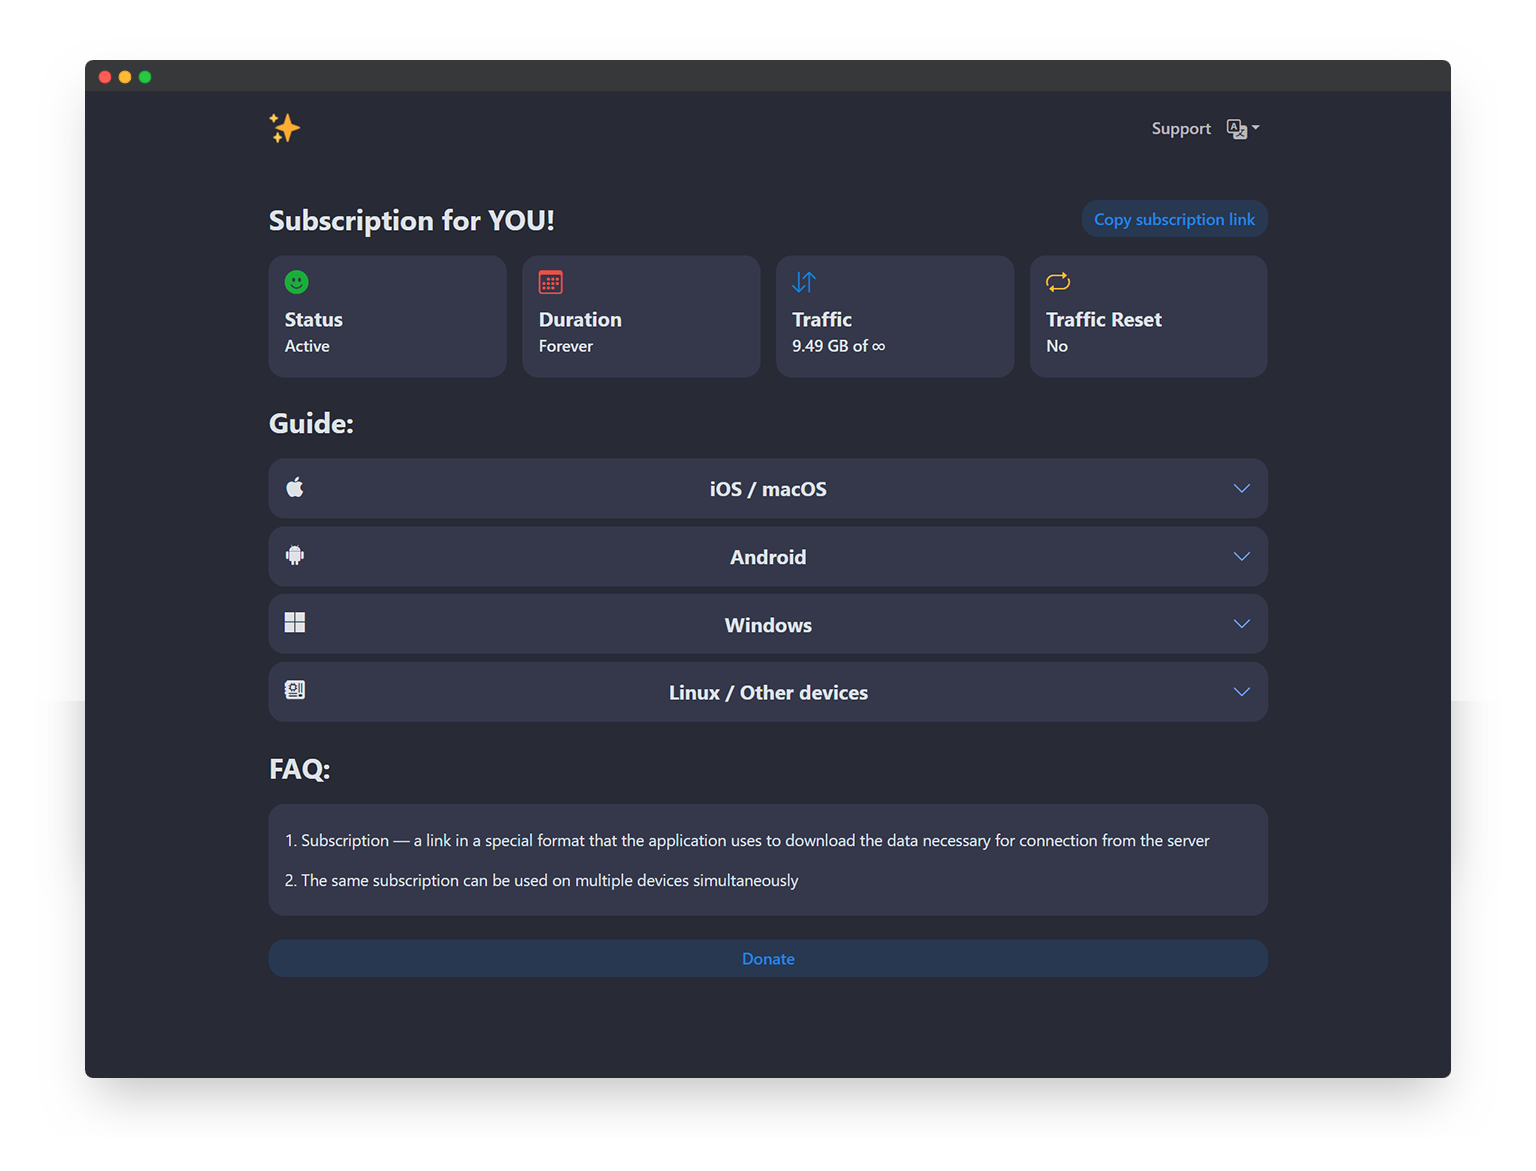 Support
Subscription for YOU!
Copy subscription link
Status
Active
Duration
Forever
Traffic
9.49 GB of ∞
Traffic Reset
No
Guide:
iOS / macOS
Android
Windows
Linux / Other devices
FAQ:
1. Subscription — a link in a special format that the application uses to download the data necessary for connection from the server
2. The same subscription can be used on multiple devices simultaneously
Donate